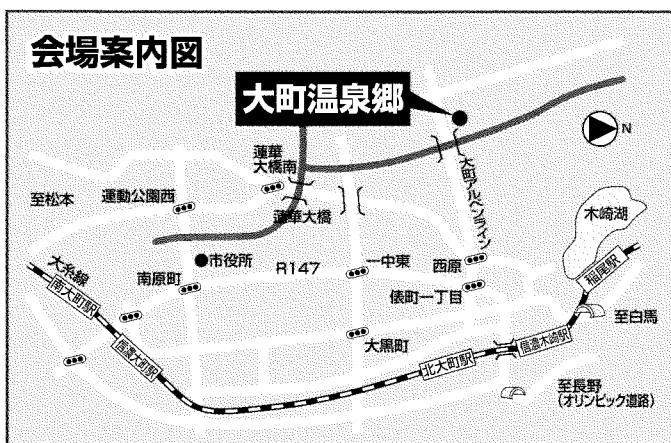 会場案内図
大町温泉郷
N
蓮華
大橋南
大町アルペンライン
至松本
運動公園西
蓮華大橋
木崎湖
大糸線
市役所
一中東
西原
稲尾駅
南大町駅
南原町
R147
俵町一丁目
至白馬
信濃大町駅
大黒町
北大町駅
信濃木崎駅
至長野
(オリンピック道路)